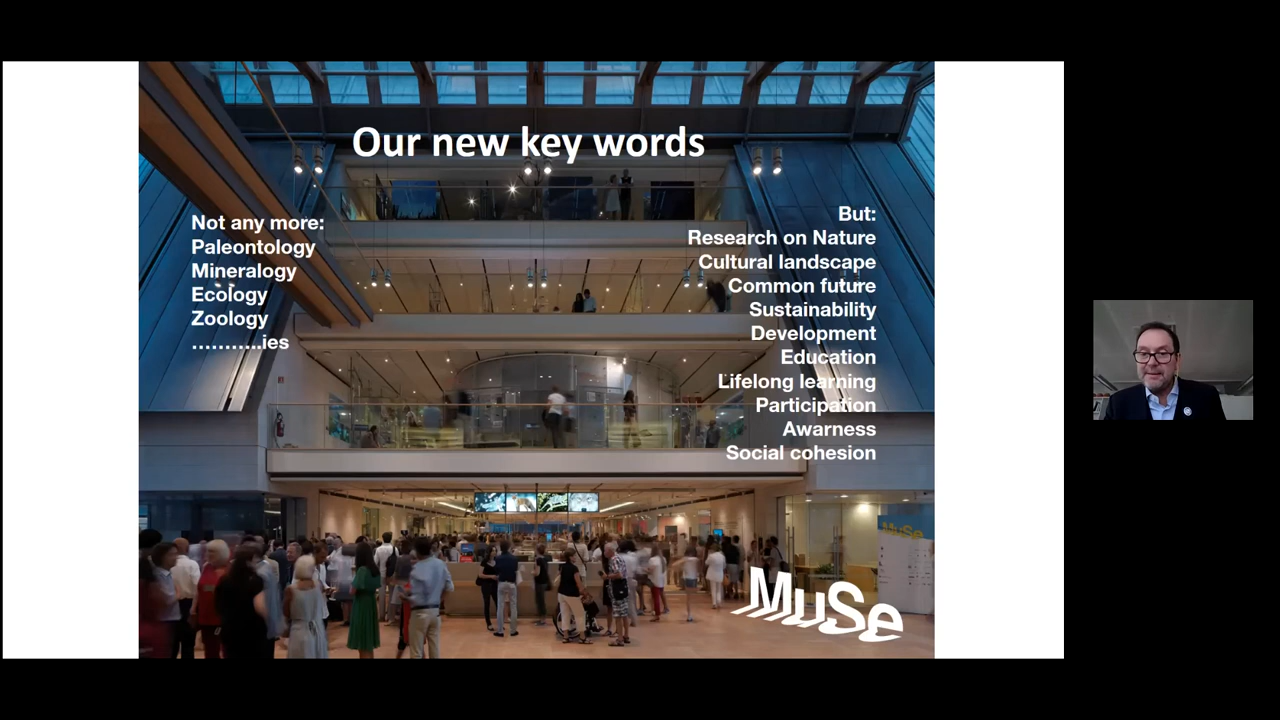 Our new key words
Not any more:
Paleontology
Mineralogy
Ecology
Zoology
………..ies
But:
Research on Nature
Cultural landscape
Common future
Sustainability
Development
Education
Lifelong learning
Participation
Awarness
Social cohesion
MuSe
MuSe